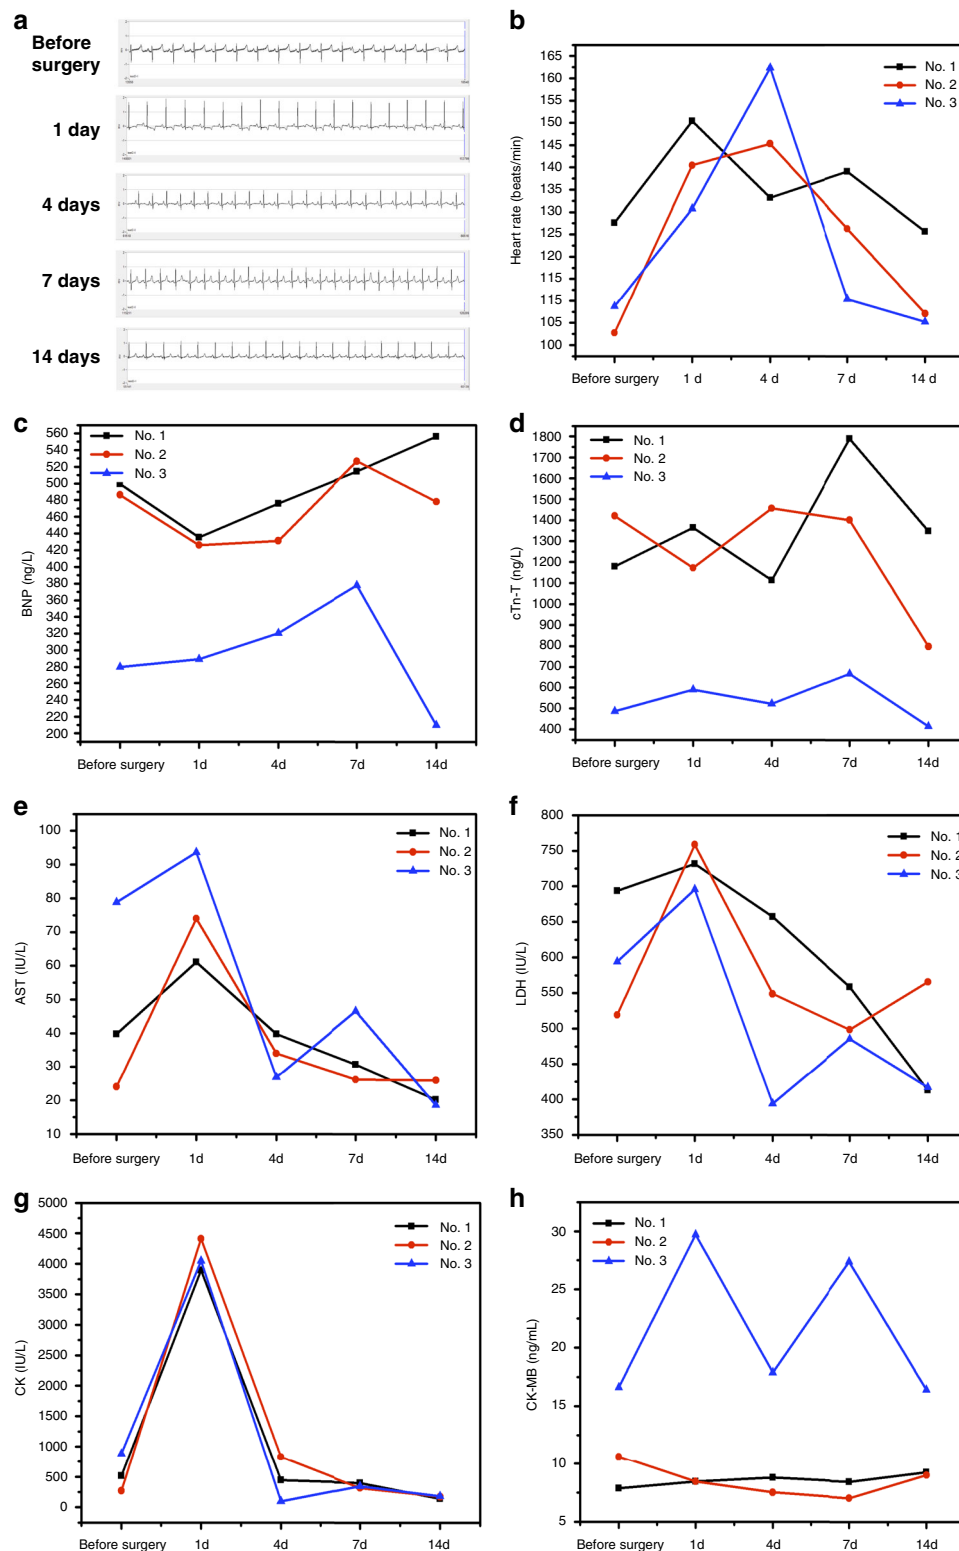 a
Before
surgery
1 day
4 days
7 days
14 days
b
Heart rate (beats/min)
165
160
155
150
145
140
135
130
125
120
115
105
100
No. 1
No. 2
No. 3
Before surgery 1 d 4 d 7 d 14 d
c
BNP (ng/L)
560
540
520
500
480
460
440
420
400
380
360
340
320
300
280
260
240
220
200
No. 1
No. 2
No. 3
Before surgery 1d 4d 7d 14d
d
cTn-T (ng/L)
1800
1700
1600
1500
1400
1300
1200
1100
1000
900
800
700
600
500
400
No. 1
No. 2
No. 3
Before surgery 1d 4d 7d 14d
e
AST (IU/L)
100
90
80
70
60
50
40
30
20
10
No. 1
No. 2
No. 3
Before surgery 1d 4d 7d 14d
f
LDH (IU/L)
800
750
700
650
600
550
500
450
400
350
No. 1
No. 2
No. 3
Before surgery 1d 4d 7d 14d
g
CK (IU/L)
5000
4500
4000
3500
3000
2500
2000
1500
1000
500
0
No. 1
No. 2
No. 3
Before surgery 1d 4d 7d 14d
h
CK-MB (ng/mL)
30
25
20
15
10
5
No. 1
No. 2
No. 3
Before surgery 1d 4d 7d 14d